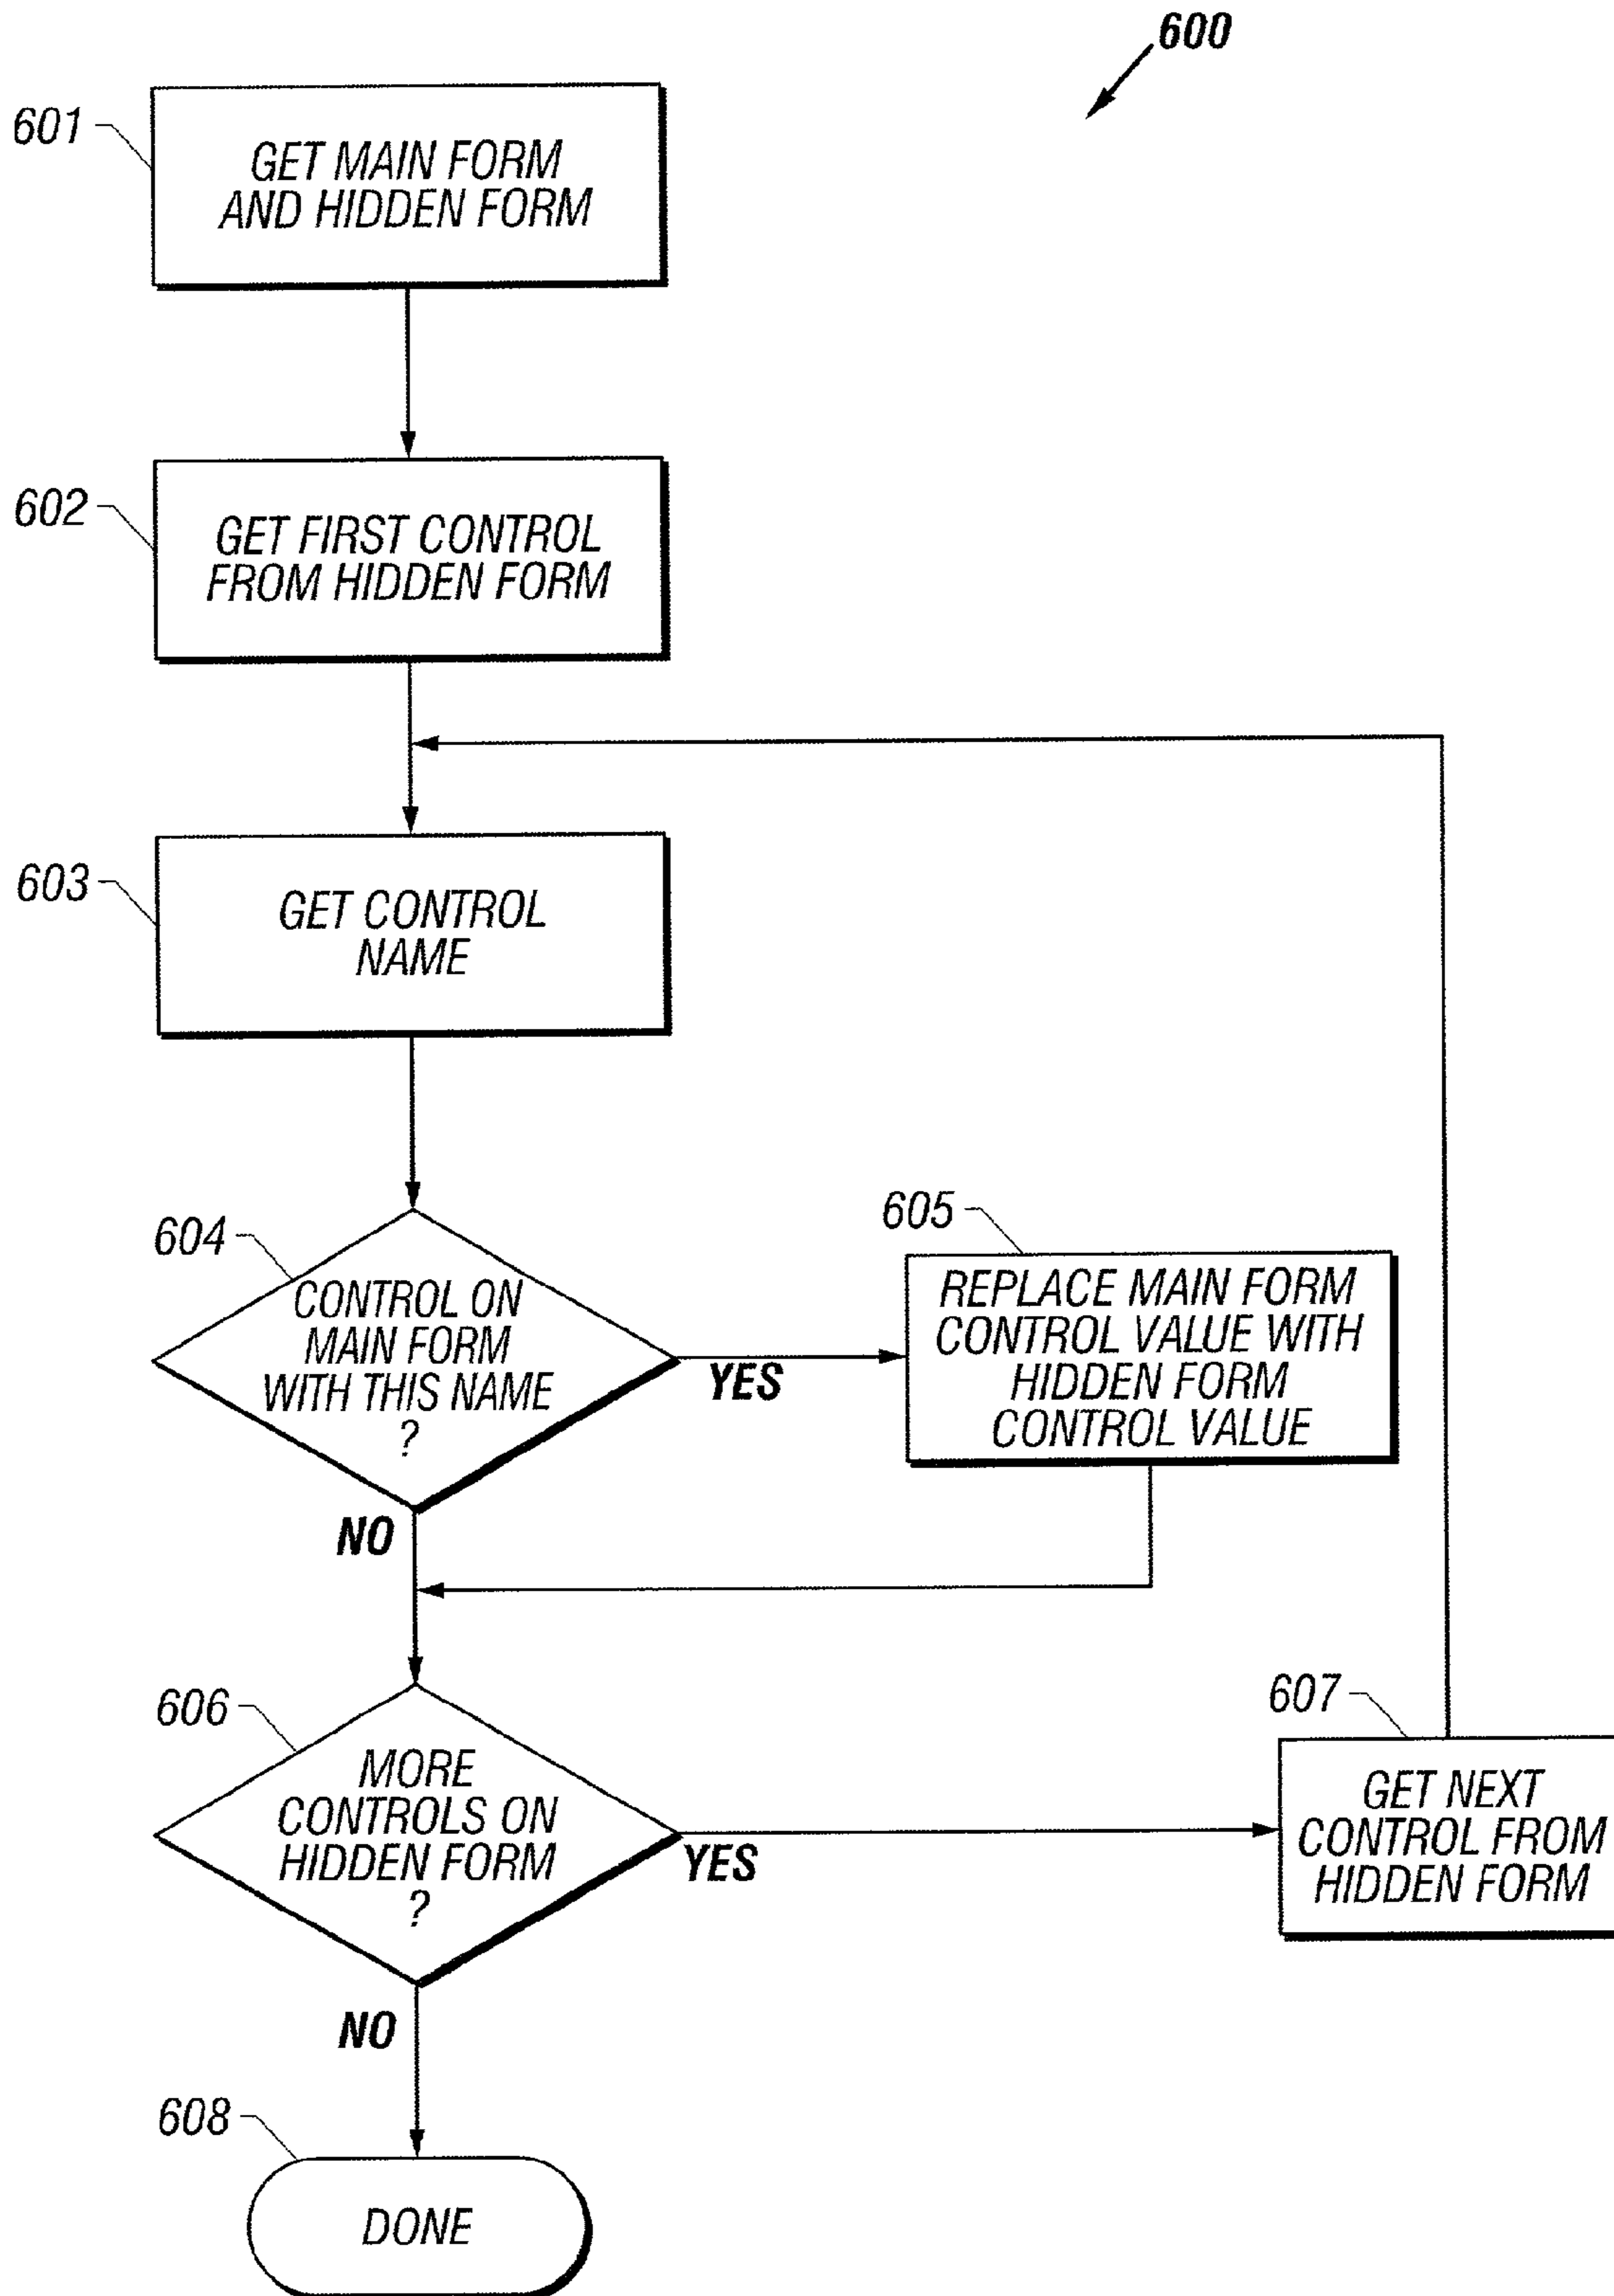 600
601
GET MAIN FORM
AND HIDDEN FORM
602
GET FIRST CONTROL
FROM HIDDEN FORM
603
GET CONTROL
NAME
604
CONTROL ON
MAIN FORM
WITH THIS NAME
?
YES
NO
605
REPLACE MAIN FORM
CONTROL VALUE WITH
HIDDEN FORM
CONTROL VALUE
606
MORE
CONTROLS ON
HIDDEN FORM
?
YES
NO
607
GET NEXT
CONTROL FROM
HIDDEN FORM
608
DONE